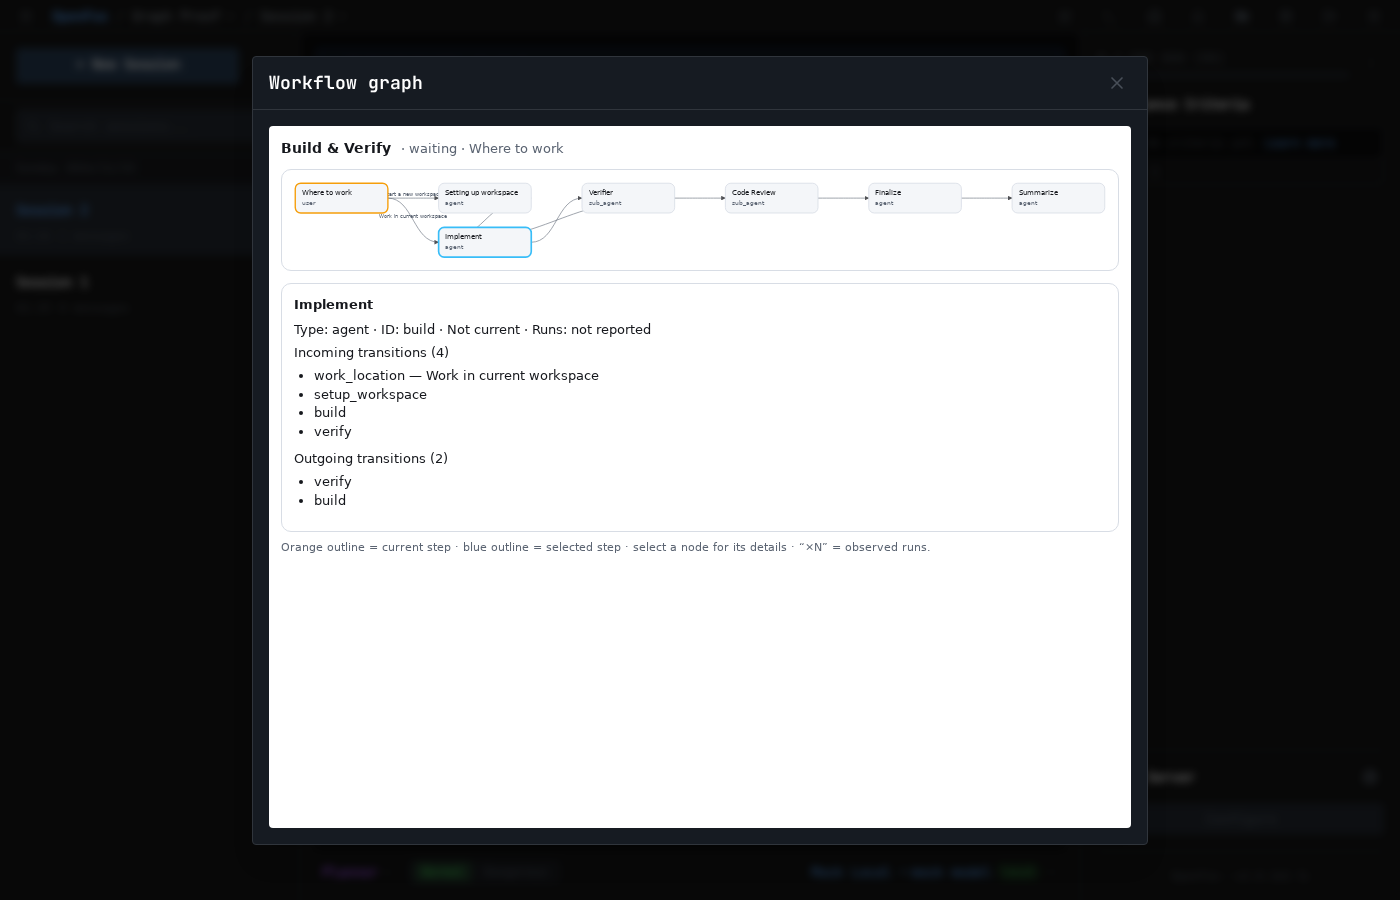 Workflow graph
Build & Verify · waiting · Where to work
Where to work
user
Work in current workspace
Setting up workspace
agent
Implement
agent
Verifier
sub_agent
Code Review
sub_agent
Finalize
agent
Summarize
agent
Implement
Type: agent · ID: build · Not current · Runs: not reported
Incoming transitions (4)
• work_location — Work in current workspace
• setup_workspace
• build
• verify
Outgoing transitions (2)
• verify
• build
Orange outline = current step · blue outline = selected step · select a node for its details · “×N” = observed runs.